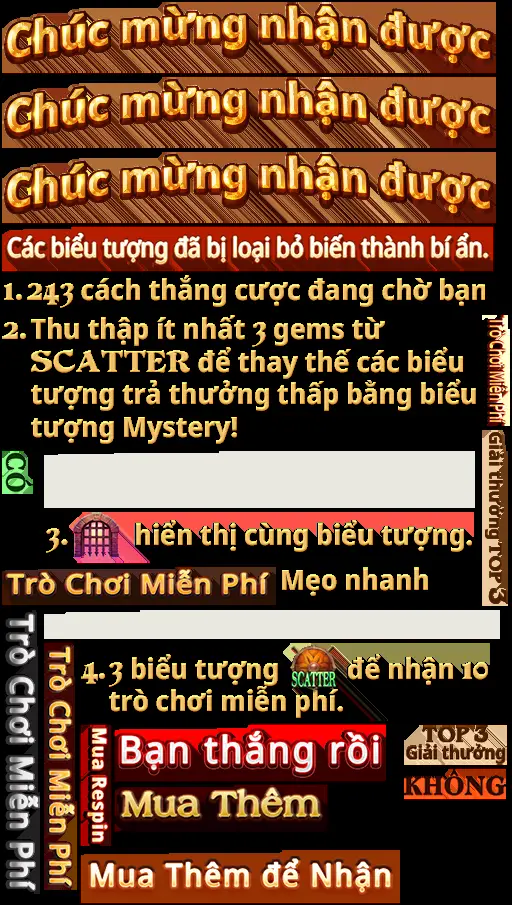 Chúc mừng nhận được
Chúc mừng nhận được
Chúc mừng nhận được
Các biểu tượng đã bị loại bỏ biến thành bí ẩn.
1. 243 cách thắng cược đang chờ bạn
2. Thu thập ít nhất 3 gems từ
SCATTER để thay thế các biểu
tượng trả thưởng thấp bằng biểu
tượng Mystery!
Trò Chơi Miễn Phí
Giải thưởng TOP 3
CÓ
3. hiển thị cùng biểu tượng.
Trò Chơi Miễn Phí
Mẹo nhanh
Trò Chơi Miễn Phí
Trò Chơi Miễn Phí
4. 3 biểu tượng SCATTER để nhận 10
trò chơi miễn phí.
Mua Respin
Bạn thắng rồi
TOP 3
Giải thưởng
Mua Thêm
KHÔNG
Mua Thêm để Nhận